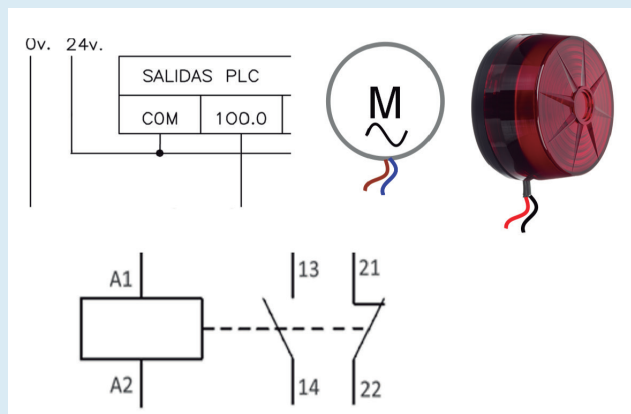 0v. 24v.
SALIDAS PLC
COM 100.0
M
A1 13 21
A2 14 22